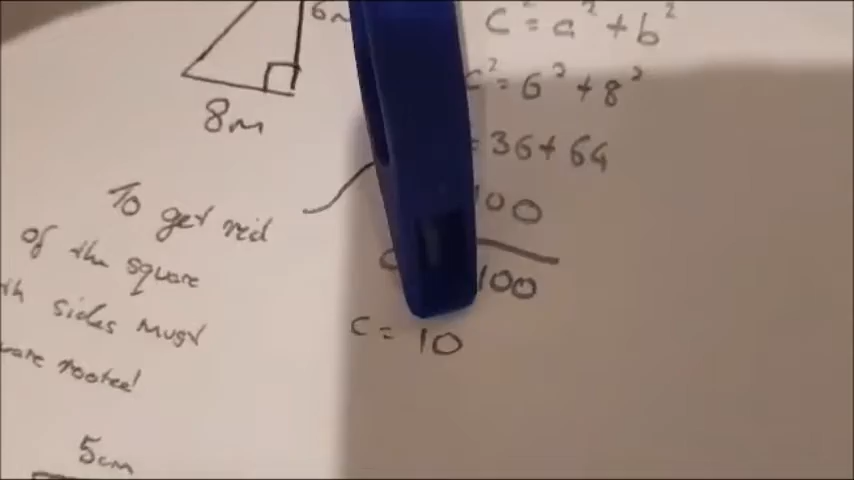 6m
8m
c² = a² + b²
c² = 6² + 8²
= 36 + 64
100
100
c = 10
To get rid
of the square
sides must
rooted
5cm